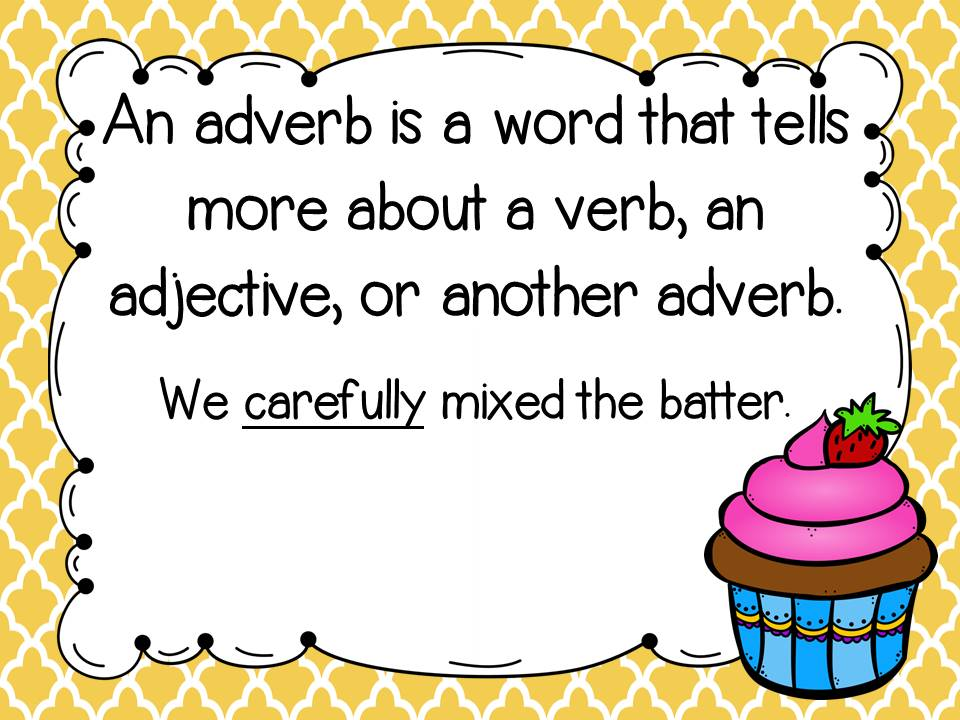 An adverb is a word that tells
more about a verb, an
adjective, or another adverb.
We carefully mixed the batter.